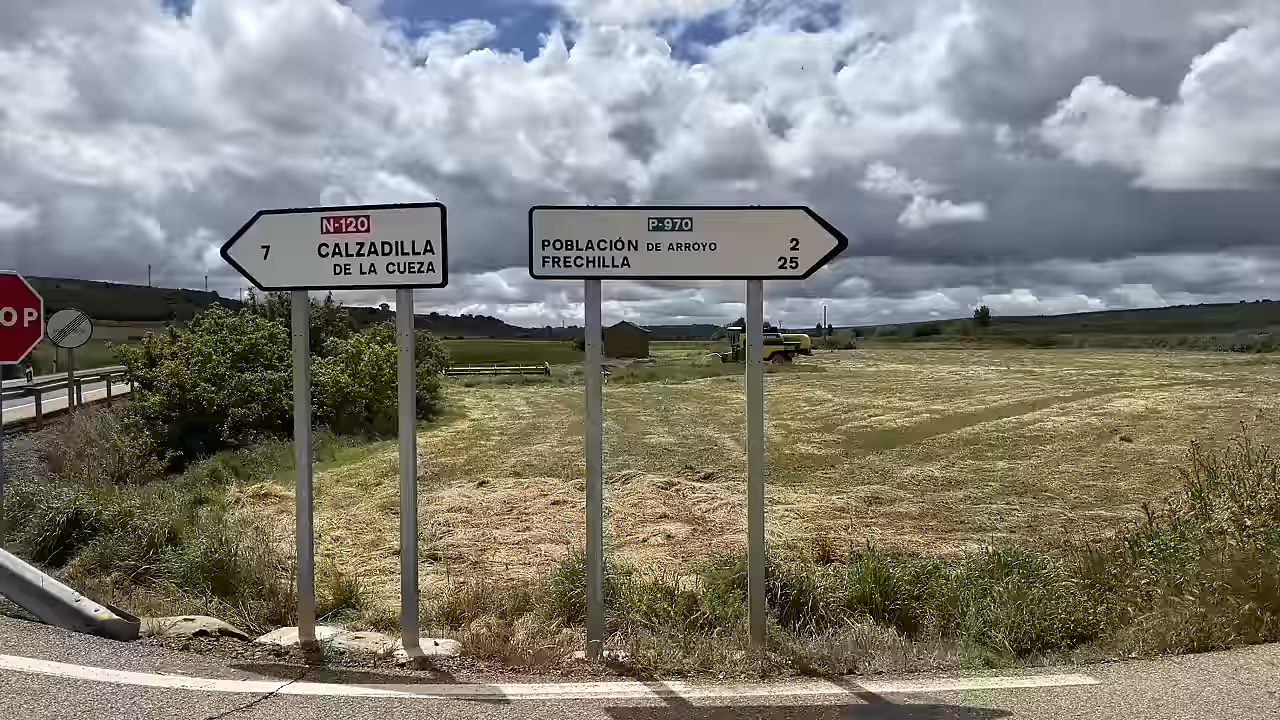 OP
N-120
7 CALZADILLA
DE LA CUEZA
P-970
POBLACIÓN DE ARROYO 2
FRECHILLA 25